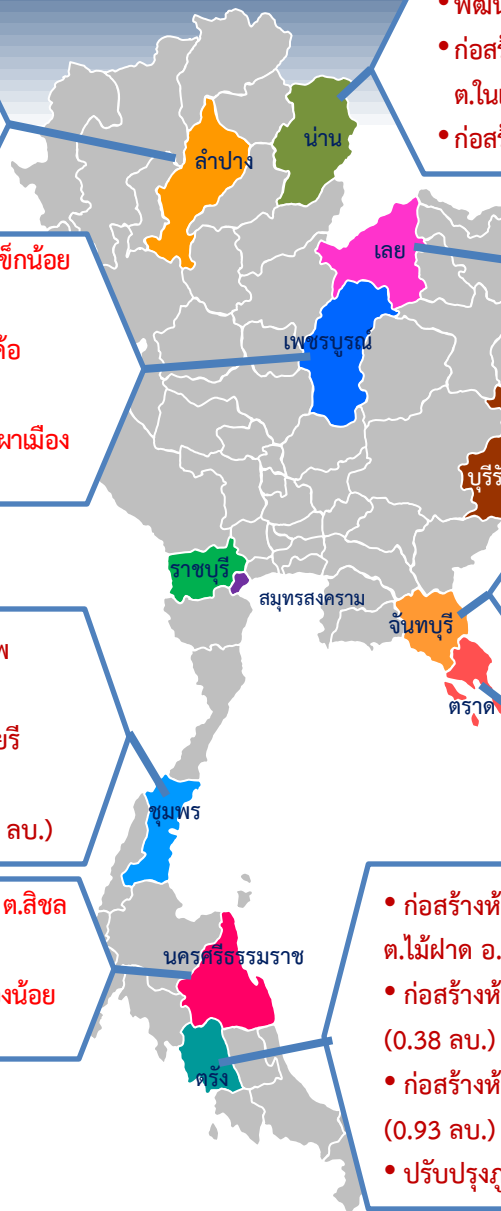 • พัฒน
• ก่อสร้
ต.ในเ
• ก่อสร้
น่าน
ลำปาง
เลย
ข็กน้อย
ค้อ
ผาเมือง
เพชรบูรณ์
บุรีรั
ราชบุรี
สมุทรสงคราม
จันทบุรี
ตราด
พ
ยรี
ลบ.)
ชุมพร
ต.สิชล
งน้อย
นครศรีธรรมราช
ตรัง
• ก่อสร้างห้
ต.ไม้ฝาด อ.
• ก่อสร้างห้
(0.38 ลบ.)
• ก่อสร้างห้
(0.93 ลบ.)
• ปรับปรุงภู